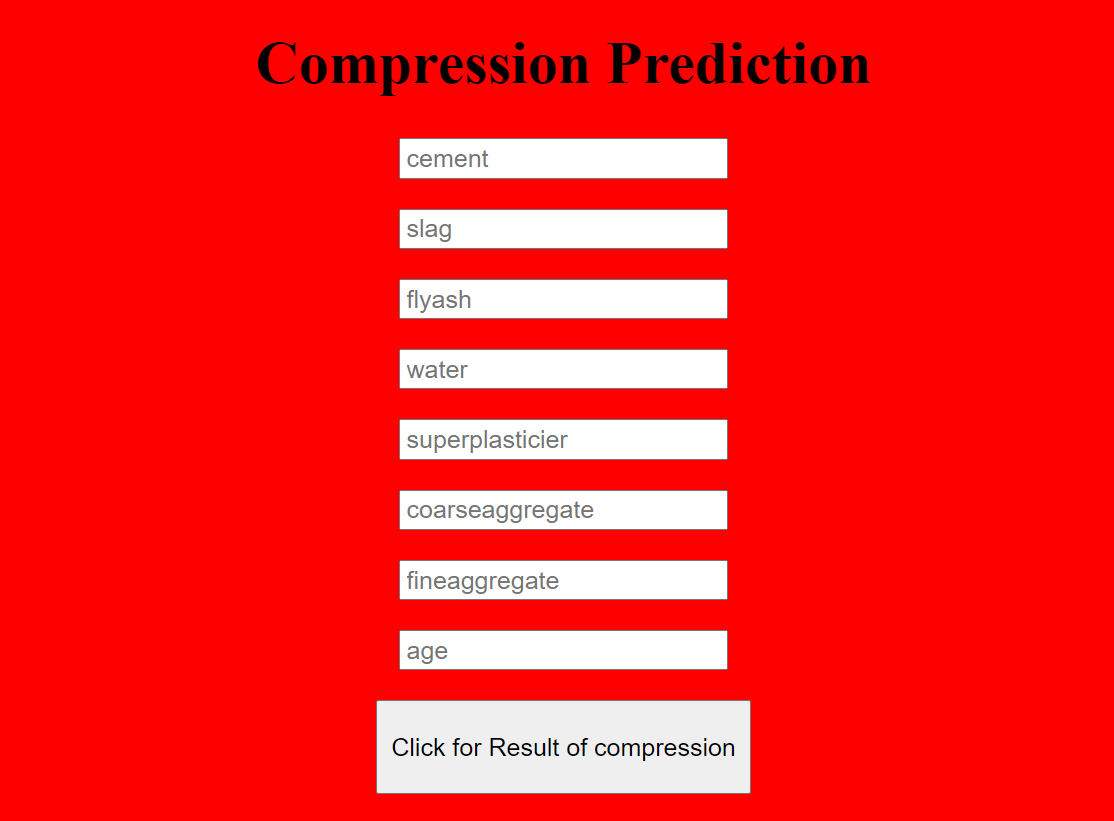 Compression Prediction
cement
slag
flyash
water
superplasticier
coarseaggregate
fineaggregate
age
Click for Result of compression